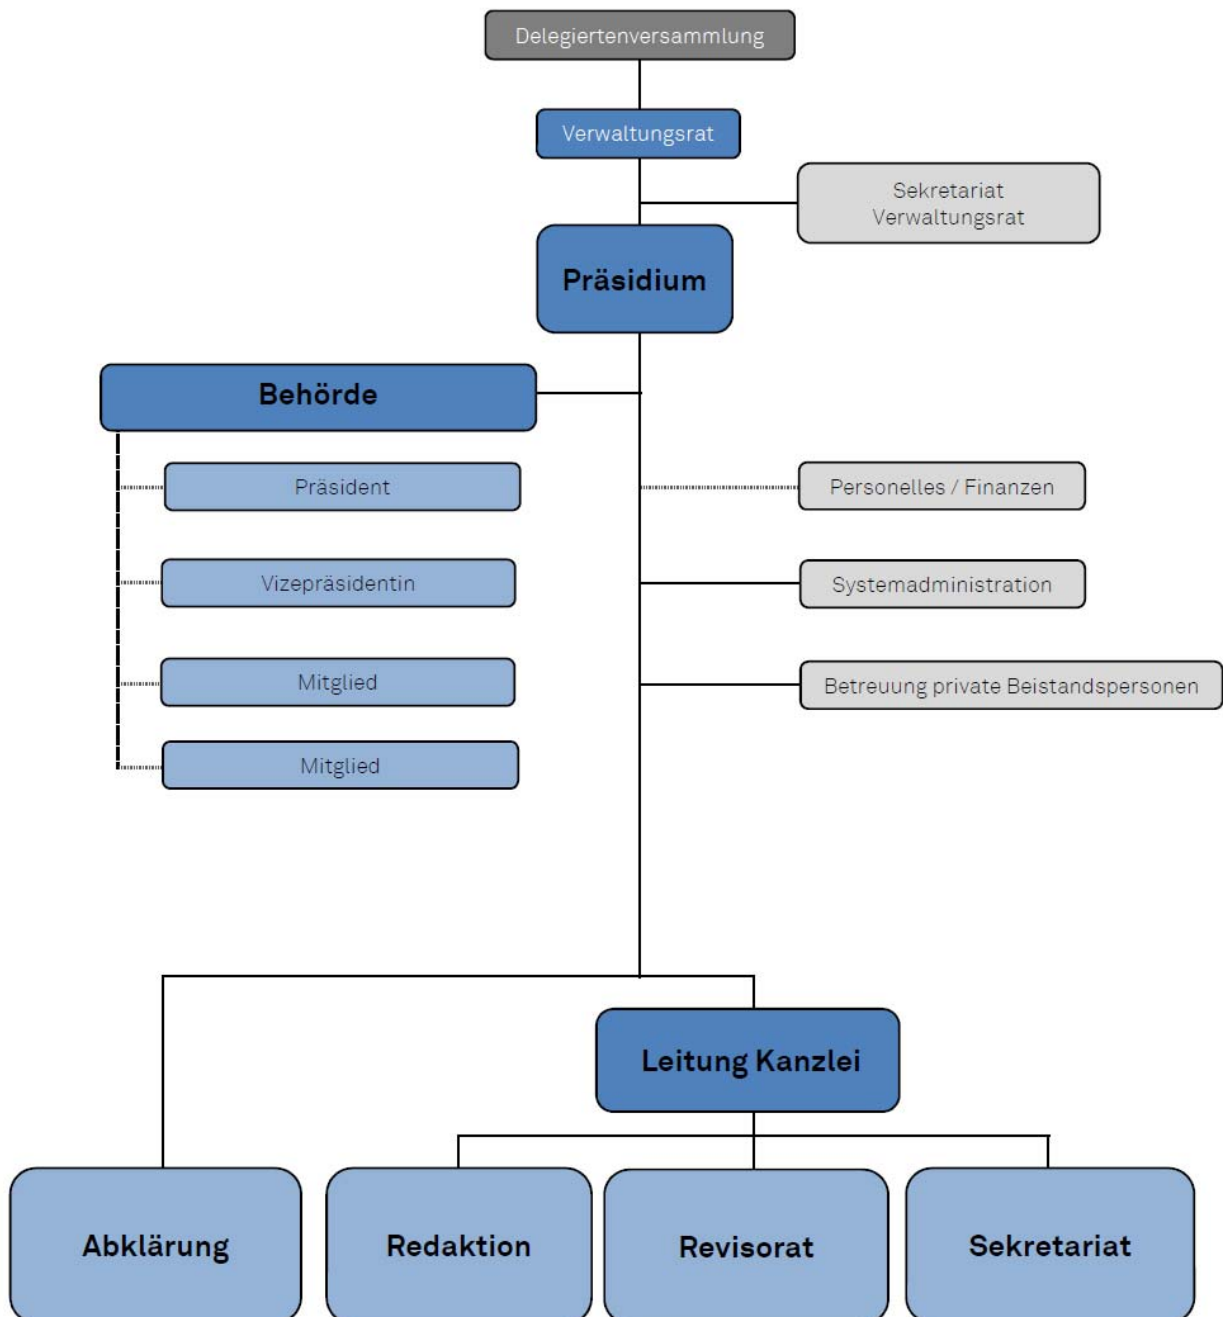 Delegiertenversammlung
Verwaltungsrat
Sekretariat
Verwaltungsrat
Präsidium
Behörde
Präsident
Personelles / Finanzen
Vizepräsidentin
Systemadministration
Mitglied
Betreuung private Beistandspersonen
Mitglied
Leitung Kanzlei
Abklärung
Redaktion
Revisorat
Sekretariat